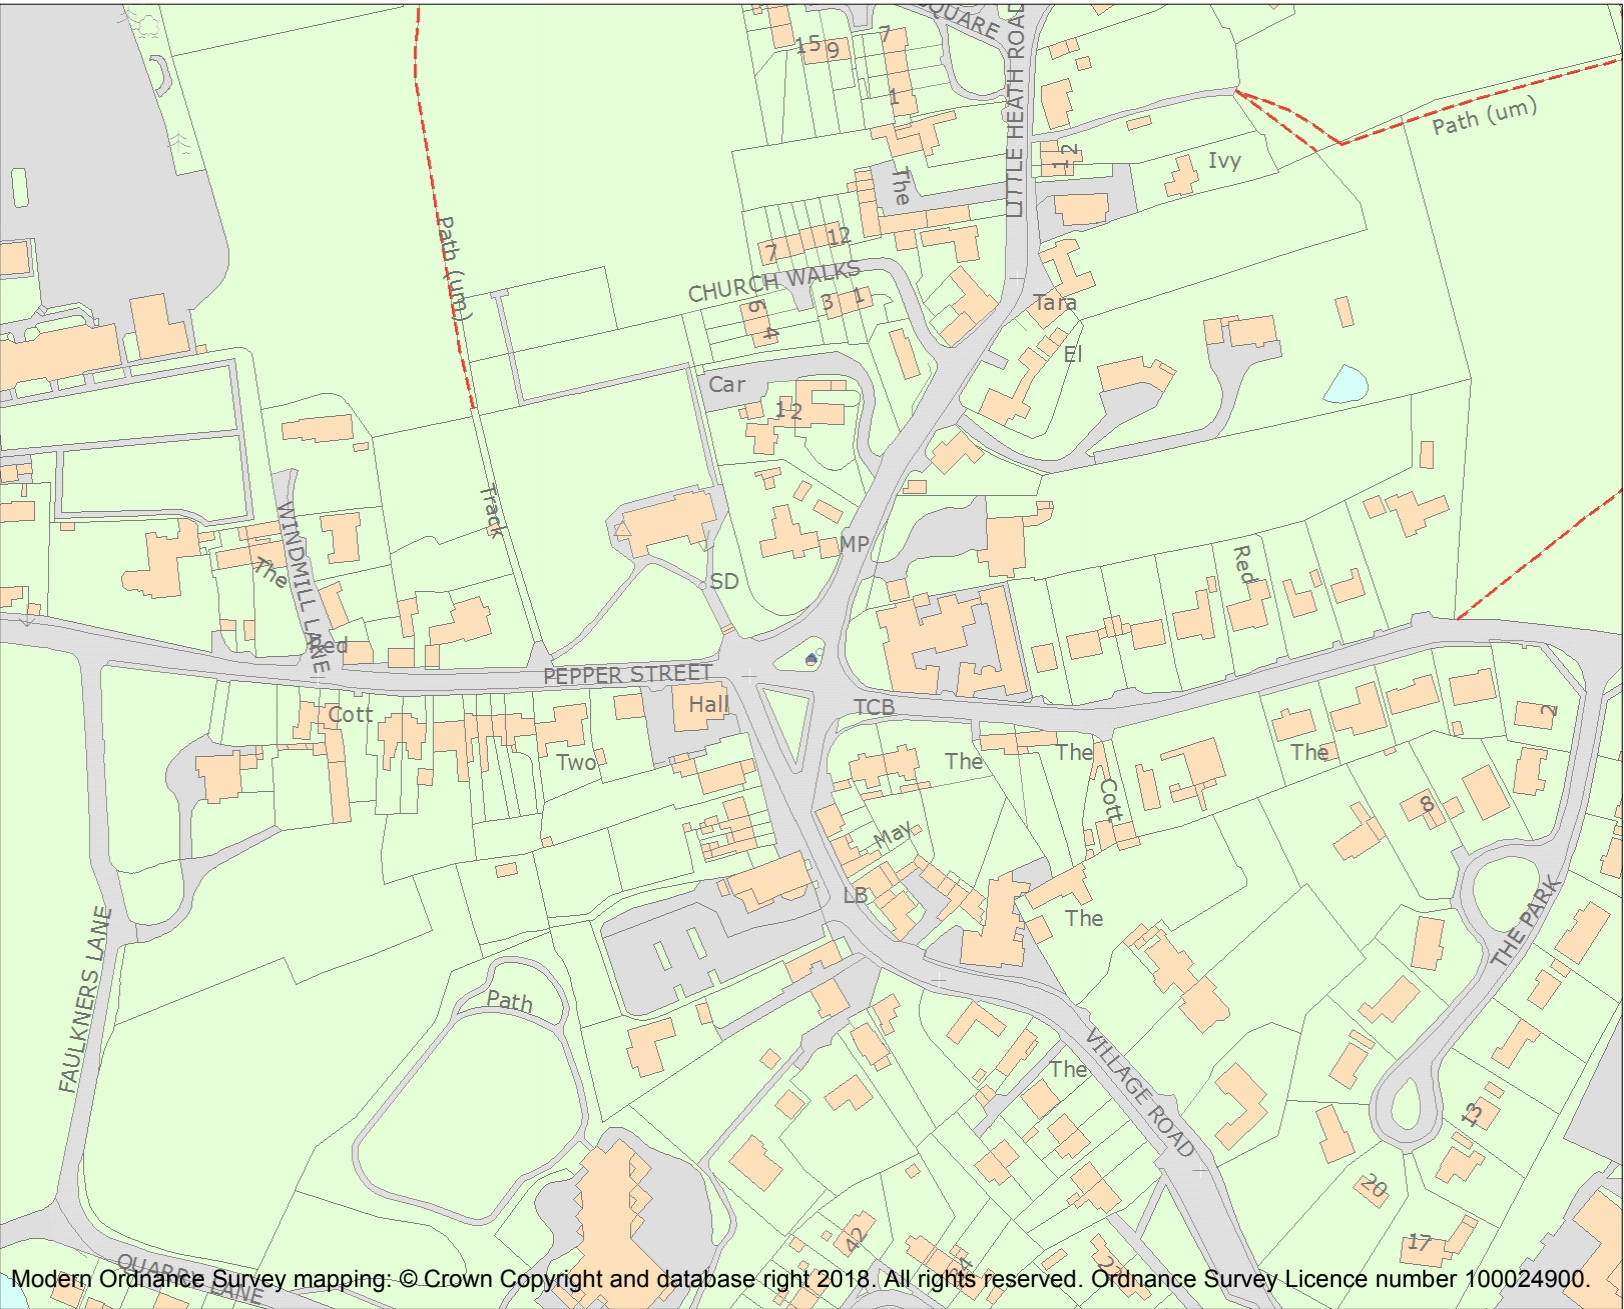 SQUARE
LITTLE HEATH ROAD
15
9
7
1
Path (um)
1
2
Ivy
The
Path (um)
7
12
CHURCH WALKS
6
4
3
1
Tara
El
Car
1
2
Track
MP
SD
Red
WINDMILL LANE
The
Red
PEPPER STREET
Hall
TCB
Cott
Two
The
The
The
2
Cott
8
May
LB
The
THE PARK
FAULKNERS LANE
Path
The
VILLAGE ROAD
13
20
17
42
QUARRY LANE
Modern Ordnance Survey mapping: © Crown Copyright and database right 2018. All rights reserved. Ordnance Survey Licence number 100024900.